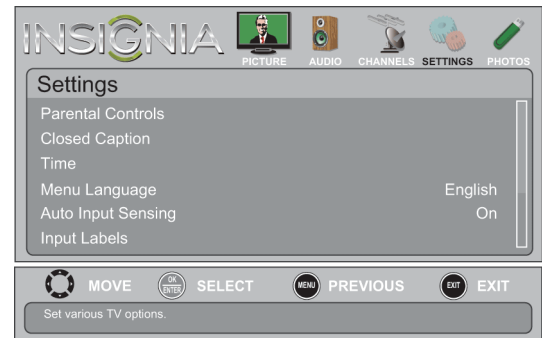 INSIGNIA
PICTURE AUDIO CHANNELS SETTINGS PHOTOS
Settings
Parental Controls
Closed Caption
Time
Menu Language English
Auto Input Sensing On
Input Labels
MOVE OK ENTER SELECT MENU PREVIOUS EXIT EXIT
Set various TV options.